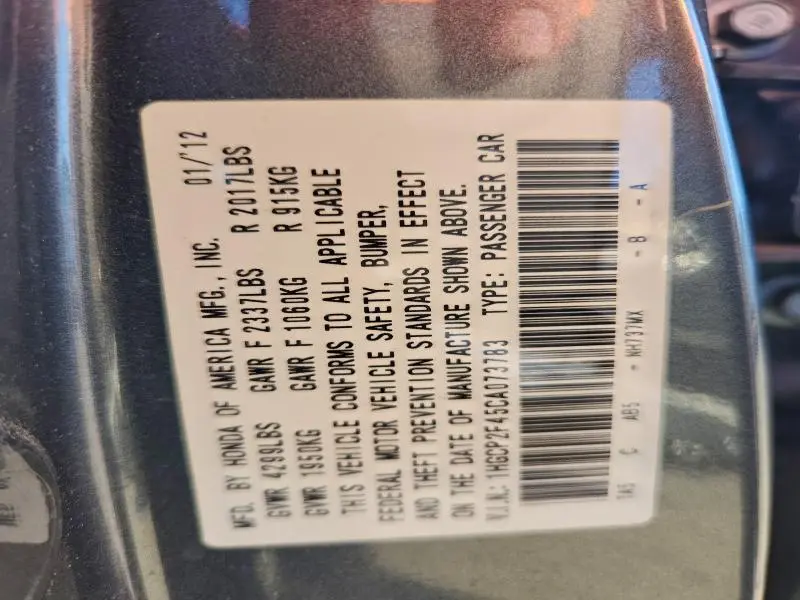 MFD. BY HONDA OF AMERICA MFG., INC. 01/'12
GVWR 4299LBS GAWR F 2337LBS R 2017LBS
GVWR 1950KG GAWR F 1060KG R 915KG
THIS VEHICLE CONFORMS TO ALL APPLICABLE
FEDERAL MOTOR VEHICLE SAFETY, BUMPER,
AND THEFT PREVENTION STANDARDS IN EFFECT
ON THE DATE OF MANUFACTURE SHOWN ABOVE.
V.I.N.: 1HGCP2F45CA073783 TYPE: PASSENGER CAR
TA5 C AB5 - NH737MX - B - A